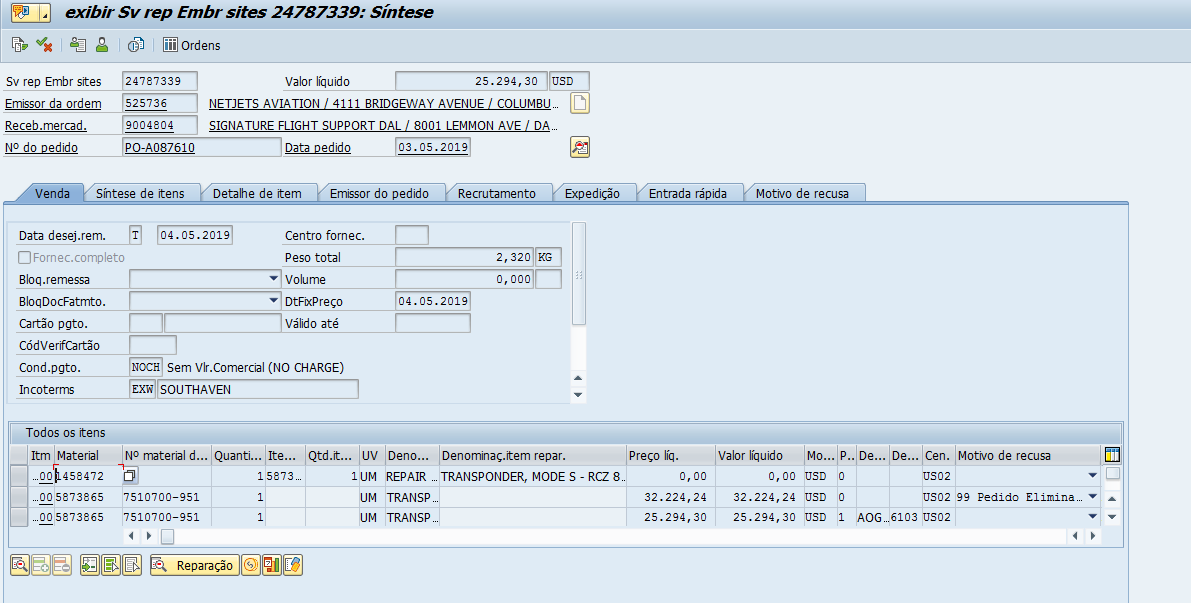 exibir Sv rep Embr sites 24787339: Síntese
Ordens
Sv rep Embr sites 24787339 Valor líquido 25.294,30 USD
Emissor da ordem 525736 NETJETS AVIATION / 4111 BRIDGEWAY AVENUE / COLUMBU...
Receb.mercad. 9004804 SIGNATURE FLIGHT SUPPORT DAL / 8001 LEMMON AVE / DA...
Nº do pedido PO-A087610 Data pedido 03.05.2019
Venda Síntese de itens Detalhe de item Emissor do pedido Recrutamento Expedição Entrada rápida Motivo de recusa
Data desej.rem. T 04.05.2019 Centro fornec.
Fornec.completo Peso total 2,320 KG
Bloq.remessa Volume 0,000
BloqDocFatmto. DtFixPreço 04.05.2019
Cartão pgto. Válido até
CódVerifCartão
Cond.pgto. NOCH Sem Vlr.Comercial (NO CHARGE)
Incoterms EXW SOUTHAVEN
Todos os itens
Itm Material Nº material d... Quanti... Ite... Qtd.it... UV Deno... Denominaç.item repar. Preço líq. Valor líquido Mo... P.. De... De... Cen. Motivo de recusa
...00 1458472 1 5873... 1 UM REPAIR ... TRANSPONDER, MODE S - RCZ 8... 0,00 0,00 USD 0 US02
...00 5873865 7510700-951 1 UM TRANSP... 32.224,24 32.224,24 USD 0 US02 99 Pedido Elimina...
...00 5873865 7510700-951 1 UM TRANSP... 25.294,30 25.294,30 USD 1 AOG... 6103 US02
Reparação